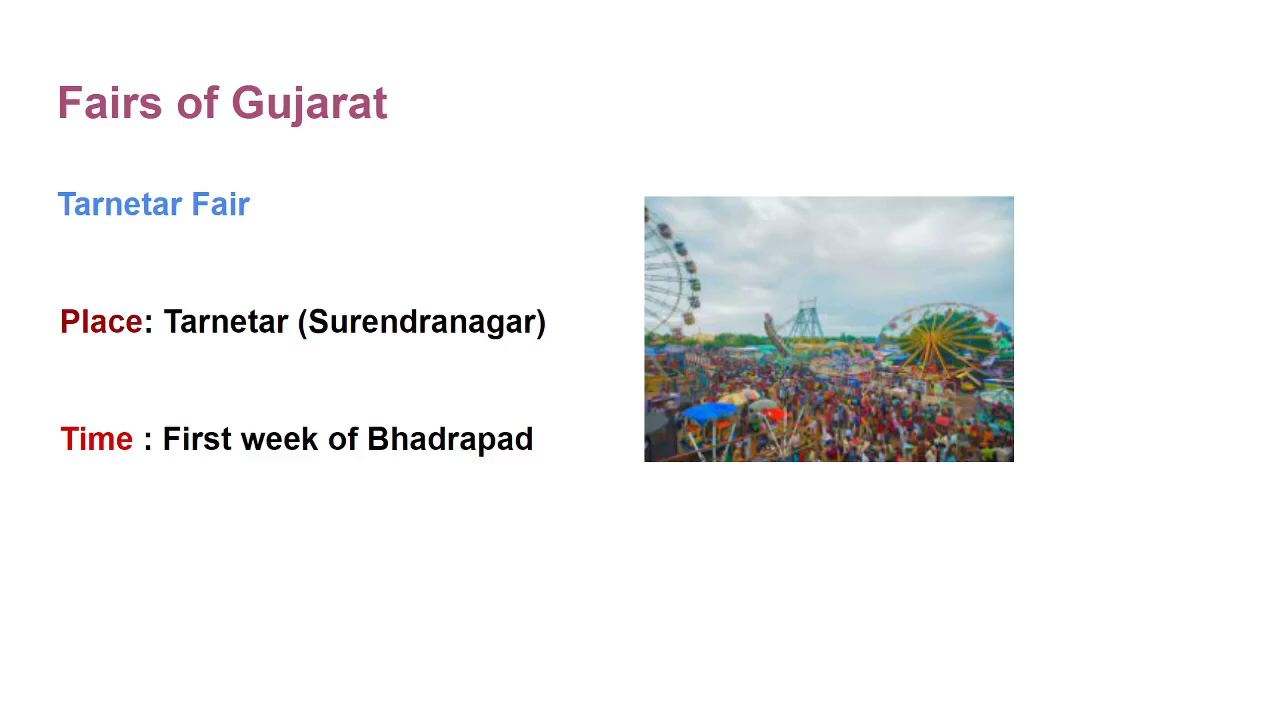 Fairs of Gujarat
Tarnetar Fair
Place: Tarnetar (Surendranagar)
Time : First week of Bhadrapad